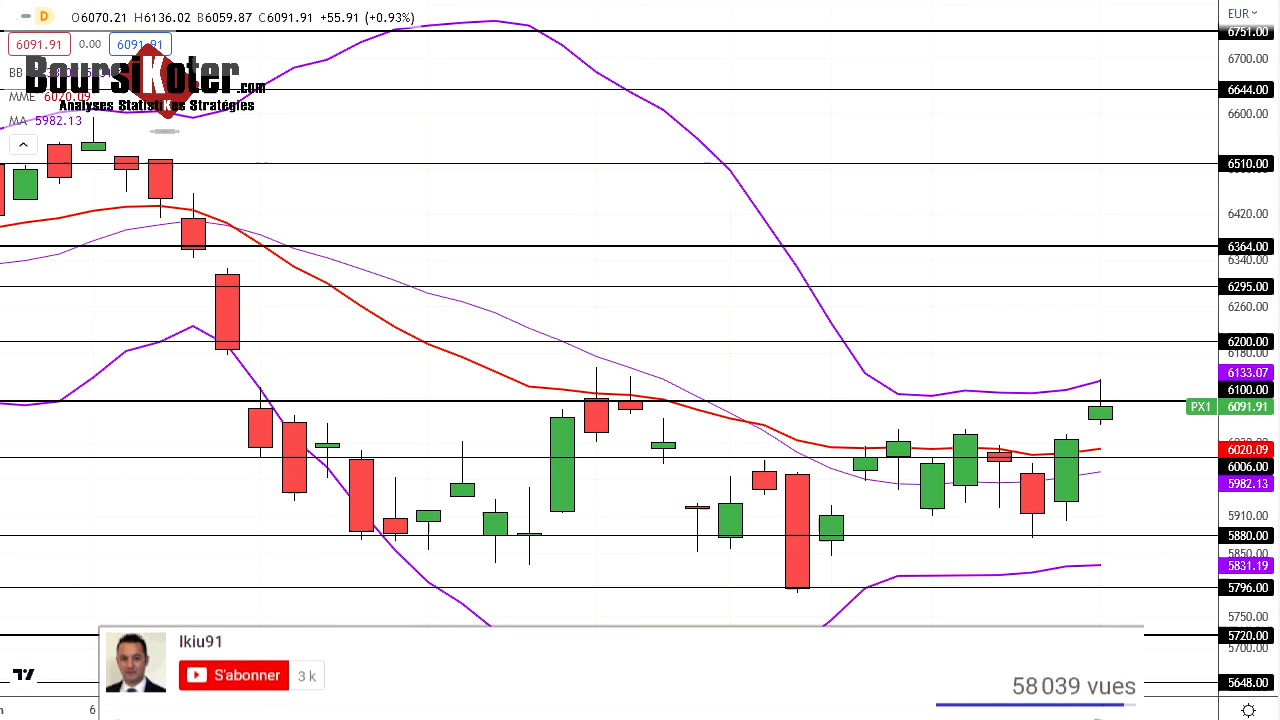 D O6070.21 H6136.02 B6059.87 C6091.91 +55.91 (+0.93%)
EUR
6091.91 0.00 6091.91
BB
BoursiKoter.com
MME 6020.09
Analyses StatistiKes Stratégies
MA 5982.13
6751.00
6700.00
6644.00
6600.00
6510.00
6420.00
6364.00
6340.00
6295.00
6260.00
6200.00
6180.00
6133.07
6100.00
PX1 6091.91
6020.09
6006.00
5982.13
5910.00
5880.00
5850.00
5831.19
5796.00
5750.00
5720.00
5700.00
5648.00
Ikiu91
S'abonner 3 k
58 039 vues
6